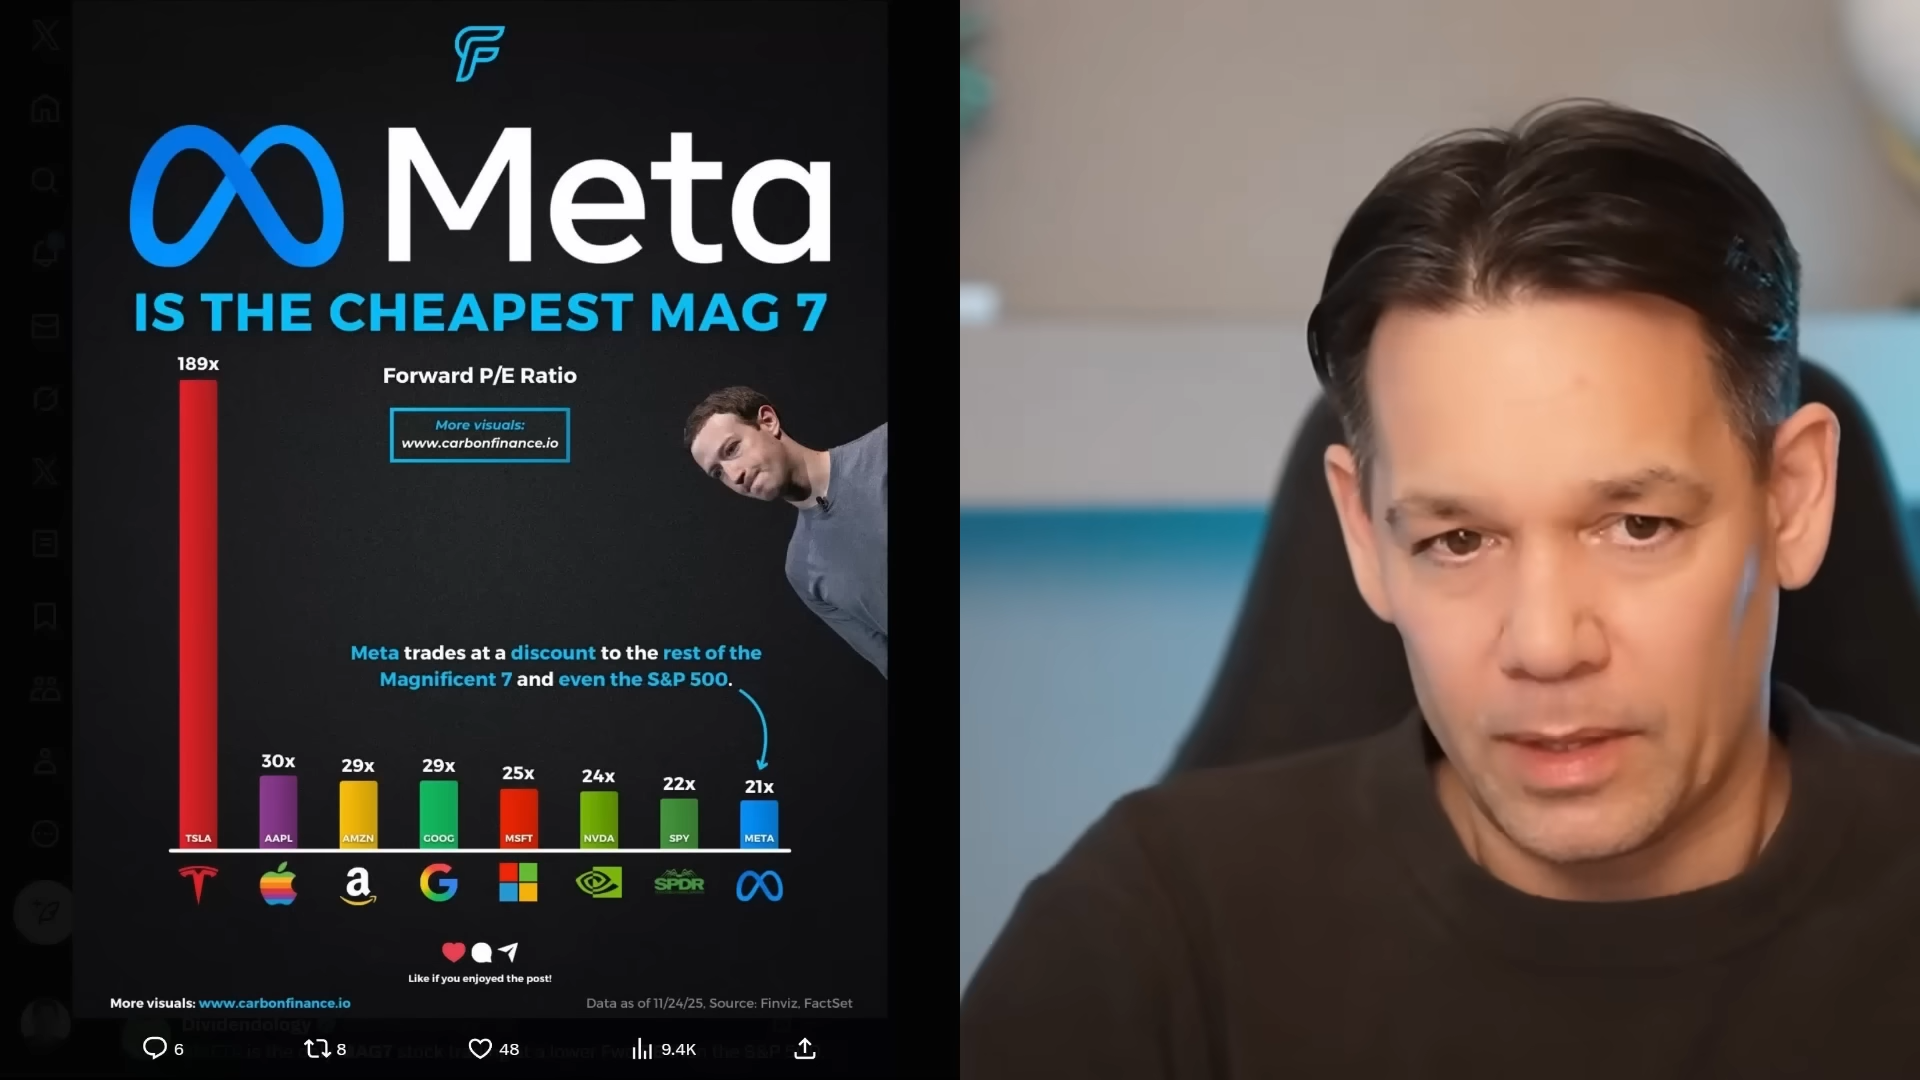 Meta
IS THE CHEAPEST MAG 7
189x
Forward P/E Ratio
More visuals:
www.carbonfinance.io
Meta trades at a discount to the rest of the
Magnificent 7 and even the S&P 500.
30x
29x
29x
25x
24x
22x
21x
TSLA
AAPL
AMZN
GOOG
MSFT
NVDA
SPY
META
a
G
SPDR
Like if you enjoyed the post!
More visuals: www.carbonfinance.io
Data as of 11/24/25, Source: Finviz, FactSet
Dividendology
6
8
48
9.4K